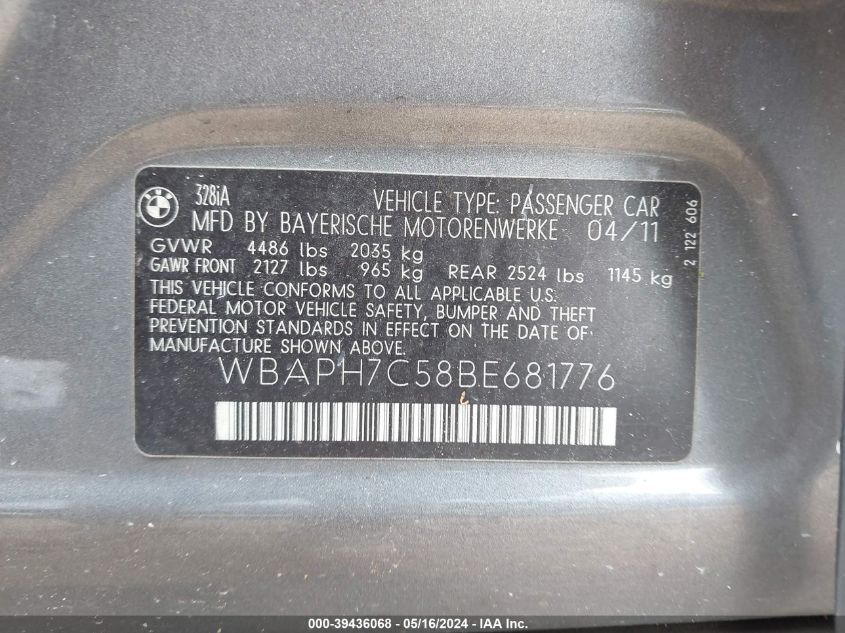 BMW
328iA VEHICLE TYPE: PASSENGER CAR
MFD BY BAYERISCHE MOTORENWERKE 04/11
GVWR 4486 lbs 2035 kg
GAWR FRONT 2127 lbs 965 kg REAR 2524 lbs 1145 kg
THIS VEHICLE CONFORMS TO ALL APPLICABLE U.S.
FEDERAL MOTOR VEHICLE SAFETY, BUMPER AND THEFT
PREVENTION STANDARDS IN EFFECT ON THE DATE OF
MANUFACTURE SHOWN ABOVE.
WBAPH7C58BE681776
2 122 606
000-39436068 - 05/16/2024 - IAA Inc.